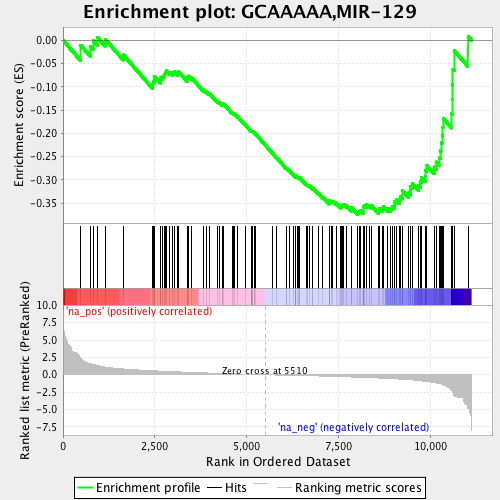 Enrichment plot: GCAAAAA,MIR-129
Enrichment score (ES)
0.00
-0.05
-0.10
-0.15
-0.20
-0.25
-0.30
-0.35
Ranked list metric (PreRanked)
10.0
7.5
5.0
2.5
0.0
-2.5
-5.0
-7.5
'na_pos' (positively correlated)
Zero cross at 5510
'na_neg' (negatively correlated)
0
2,500
5,000
7,500
10,000
Rank in Ordered Dataset
Enrichment profile
Hits
Ranking metric scores